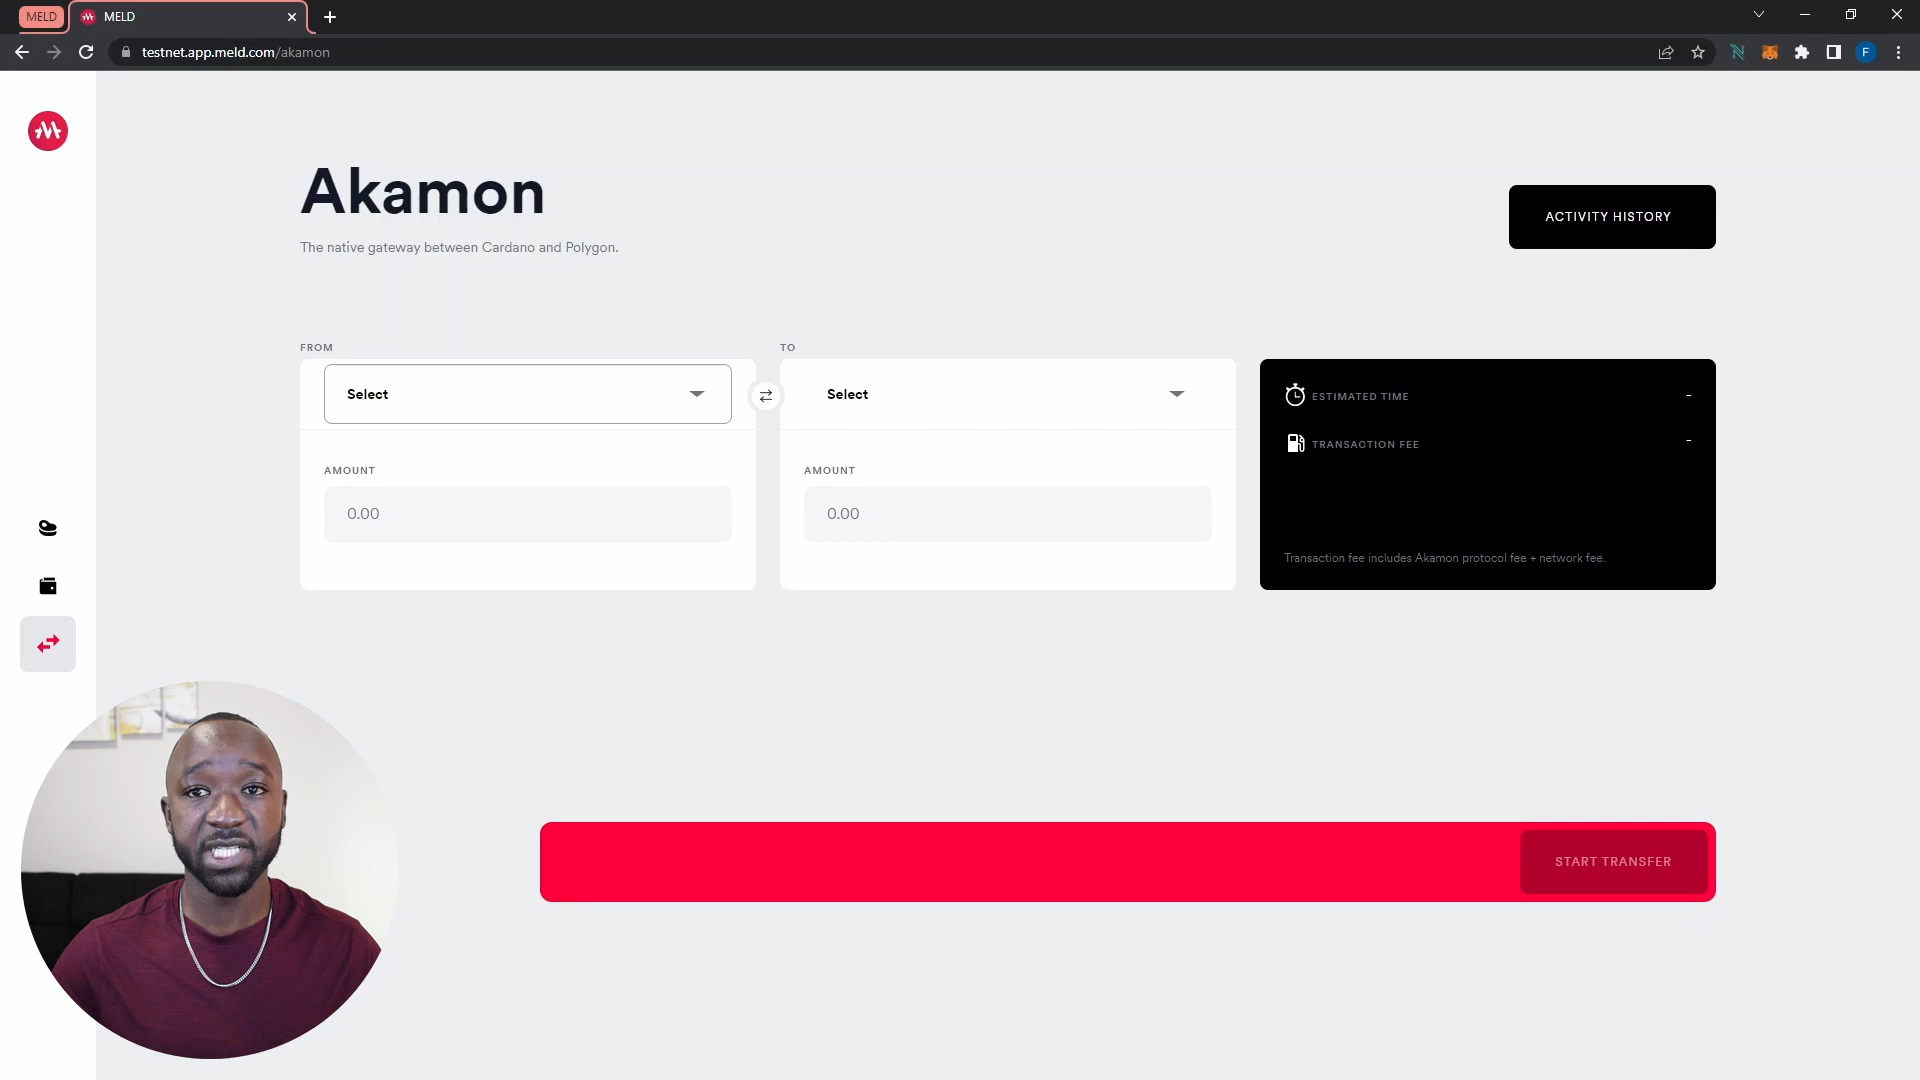 MELD
MELD
testnet.app.meld.com/akamon
F
Akamon
The native gateway between Cardano and Polygon.
ACTIVITY HISTORY
FROM
TO
Select
Select
ESTIMATED TIME
-
TRANSACTION FEE
-
AMOUNT
AMOUNT
0.00
0.00
Transaction fee includes Akamon protocol fee + network fee.
START TRANSFER